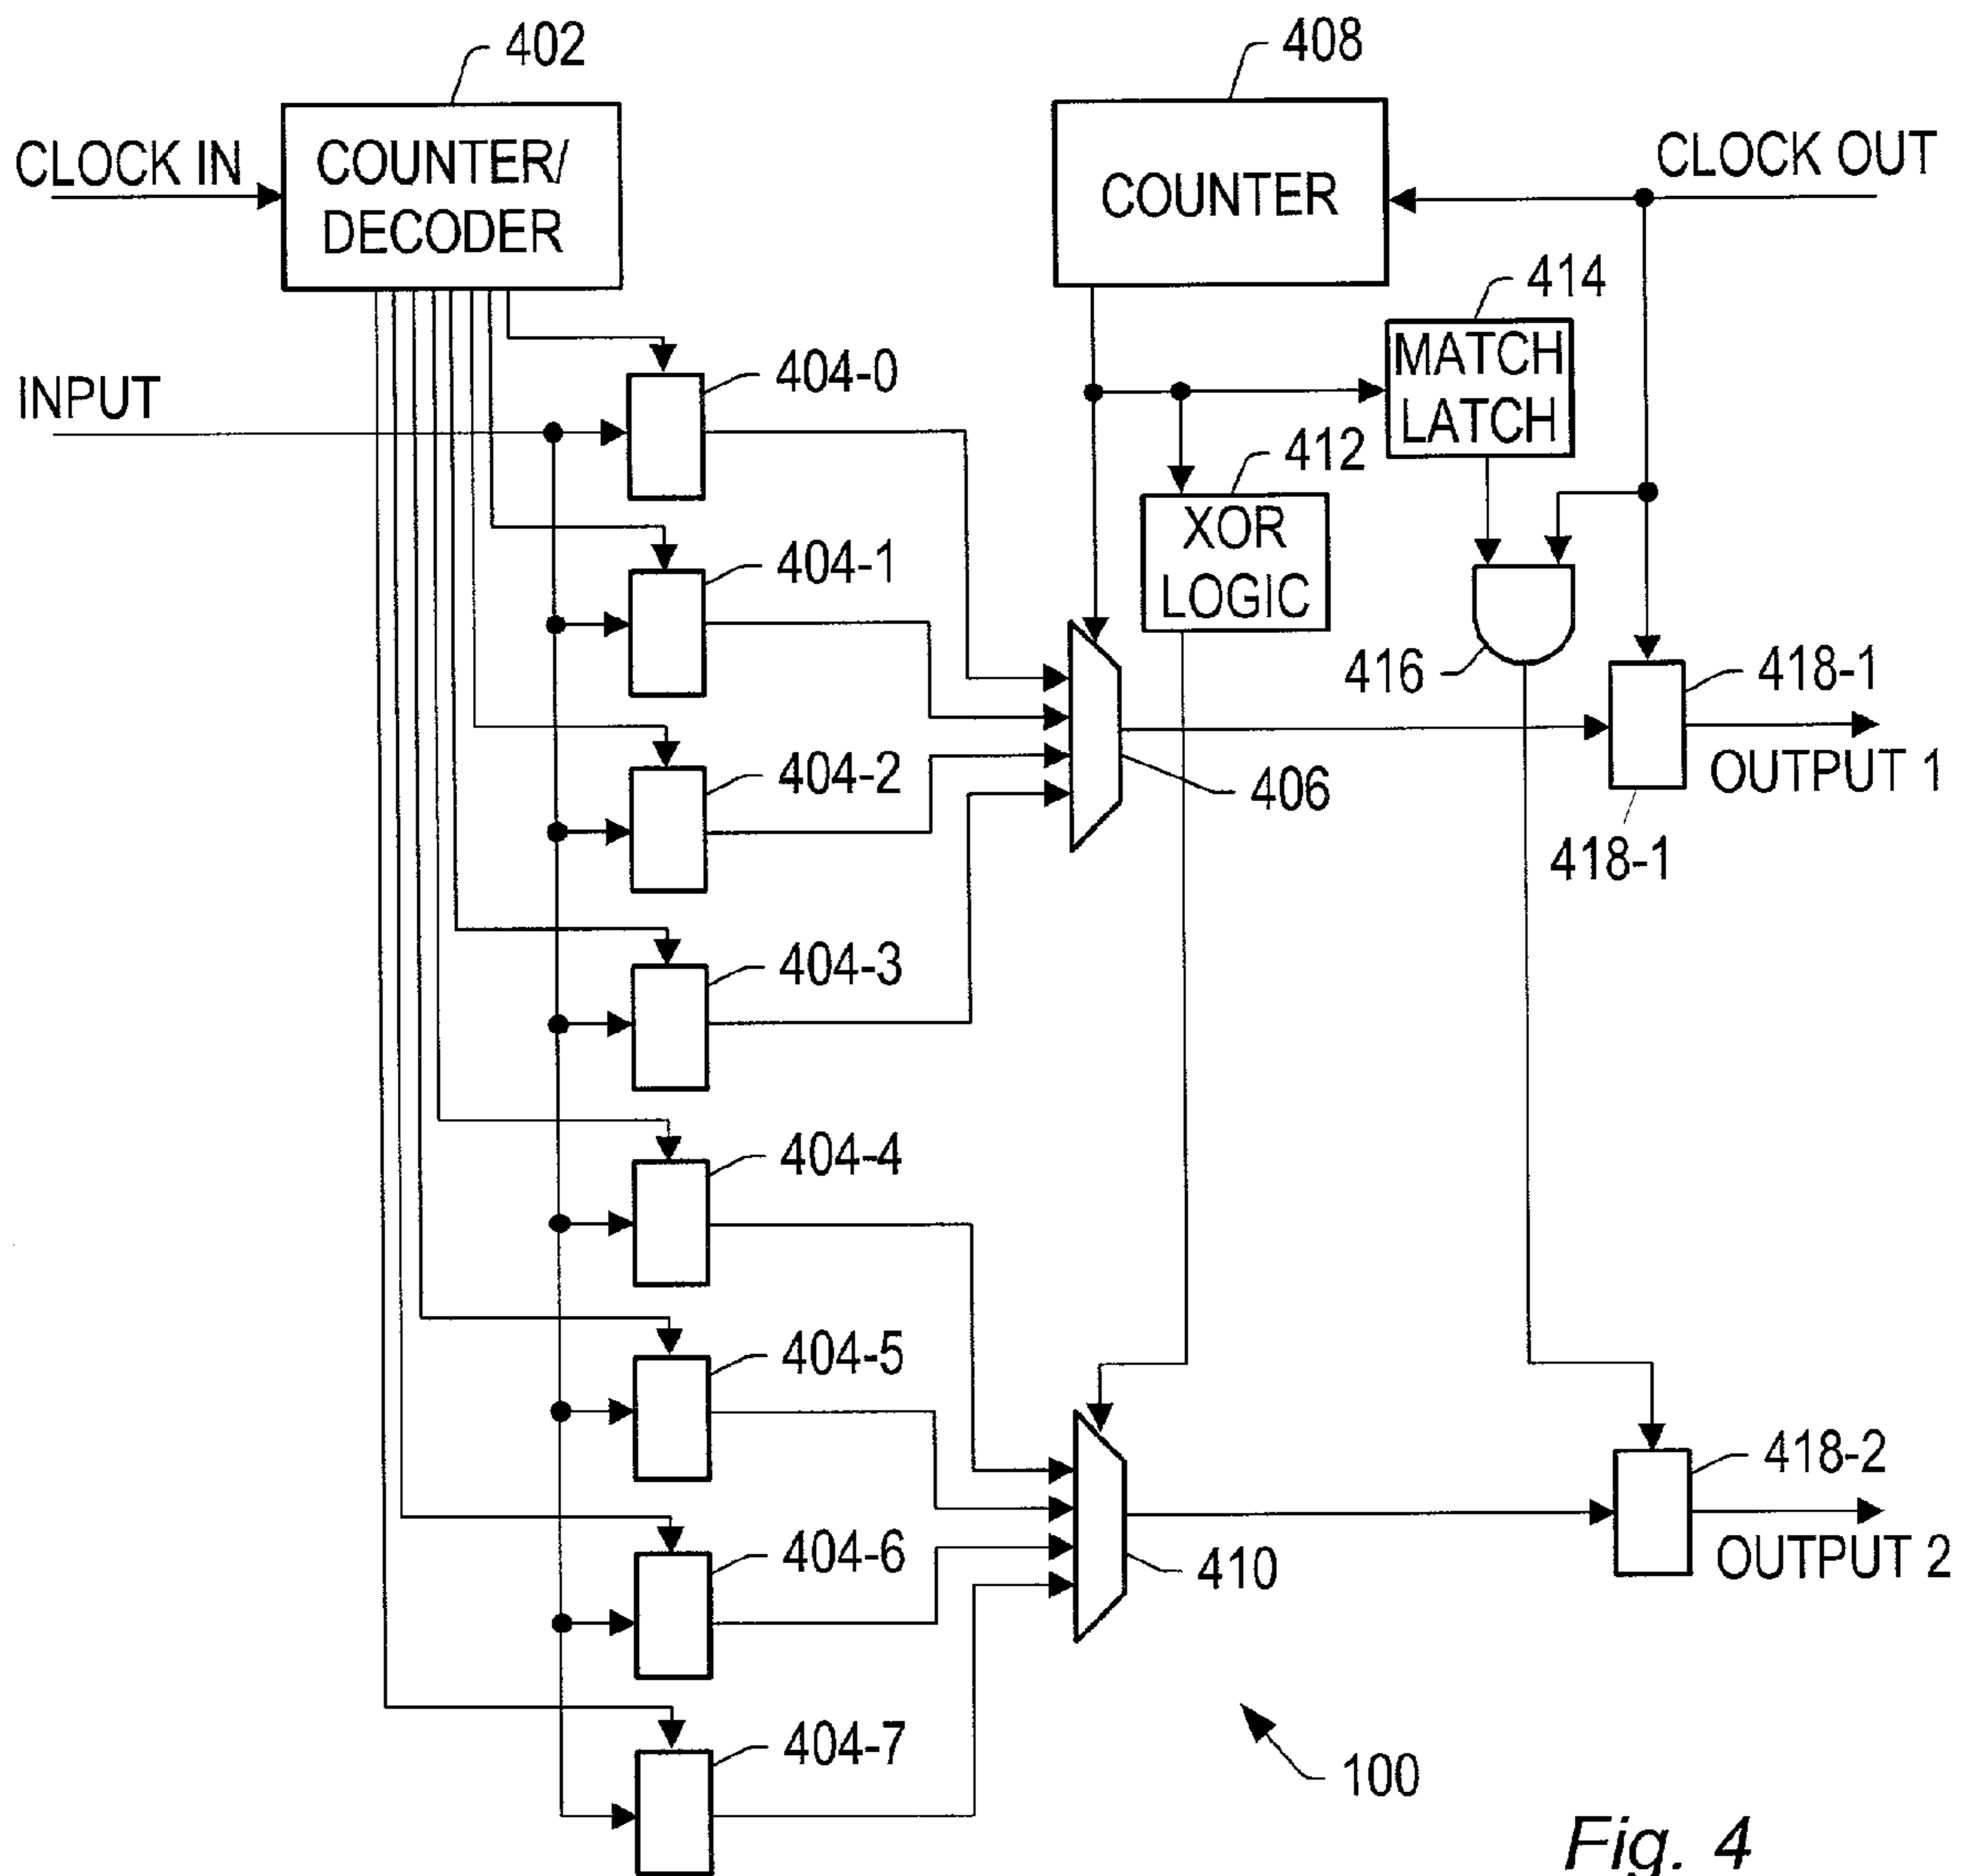 402
408
CLOCK IN
COUNTER/
DECODER
COUNTER
CLOCK OUT
414
MATCH
LATCH
INPUT
404-0
412
XOR
LOGIC
404-1
416
418-1
OUTPUT 1
404-2
406
418-1
404-3
404-4
404-5
418-2
404-6
410
OUTPUT 2
404-7
100
Fig. 4